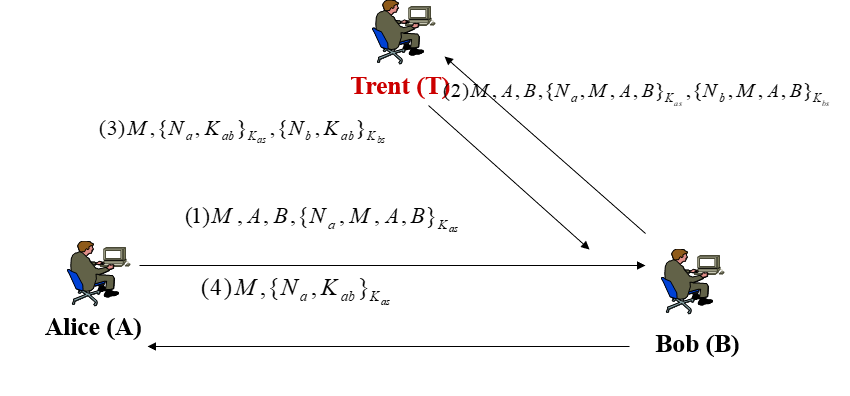 Trent (T)
(2)M, A, B, {N_a, M, A, B}_{K_{as}}, {N_b, M, A, B}_{K_{bs}}
(3)M, {N_a, K_{ab}}_{K_{as}}, {N_b, K_{ab}}_{K_{bs}}
(1)M, A, B, {N_a, M, A, B}_{K_{as}}
(4)M, {N_a, K_{ab}}_{K_{as}}
Alice (A)
Bob (B)